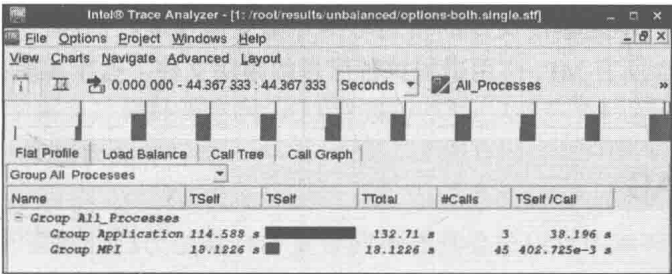 Intel® Trace Analyzer - [1: /root/results/unbalanced/options-both.single.stf]
File Options Project Windows Help
View Charts Navigate Advanced Layout
0.000 000 - 44.367 333 : 44.367 333 Seconds All_Processes »
Flat Profile Load Balance Call Tree Call Graph
Group All_Processes
Name TSelf TSelf TTotal #Calls TSelf /Call
Group All_Processes
Group Application 114.588 s 132.71 s 3 38.196 s
Group MPI 18.1226 s 18.1226 s 45 402.725e-3 s